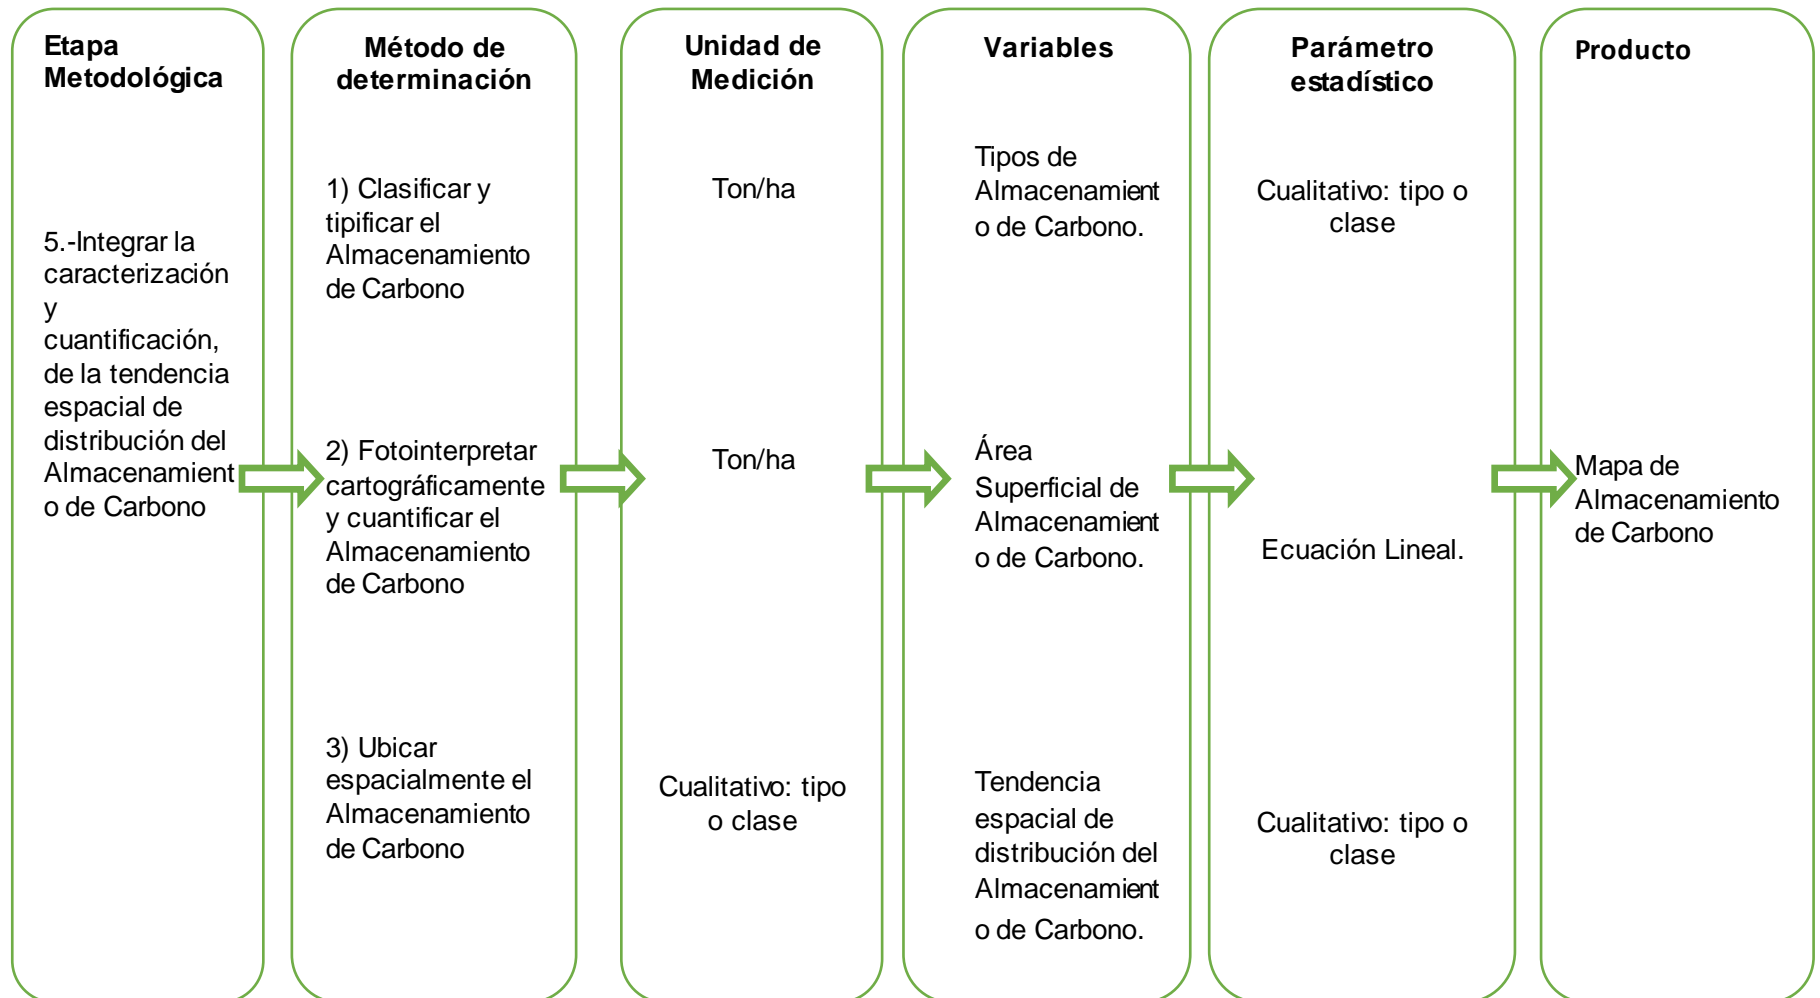 Etapa
Metodológica
5.-Integrar la
caracterización
y
cuantificación,
de la tendencia
espacial de
distribución del
Almacenamient
o de Carbono
Método de
determinación
1) Clasificar y
tipificar el
Almacenamiento
de Carbono
2) Fotointerpretar
cartográficamente
y cuantificar el
Almacenamiento
de Carbono
3) Ubicar
espacialmente el
Almacenamiento
de Carbono
Unidad de
Medición
Ton/ha
Ton/ha
Cualitativo: tipo
o clase
Variables
Tipos de
Almacenamient
o de Carbono.
Área
Superficial de
Almacenamient
o de Carbono.
Tendencia
espacial de
distribución del
Almacenamient
o de Carbono.
Parámetro
estadístico
Cualitativo: tipo o
clase
Ecuación Lineal.
Cualitativo: tipo o
clase
Producto
Mapa de
Almacenamiento
de Carbono